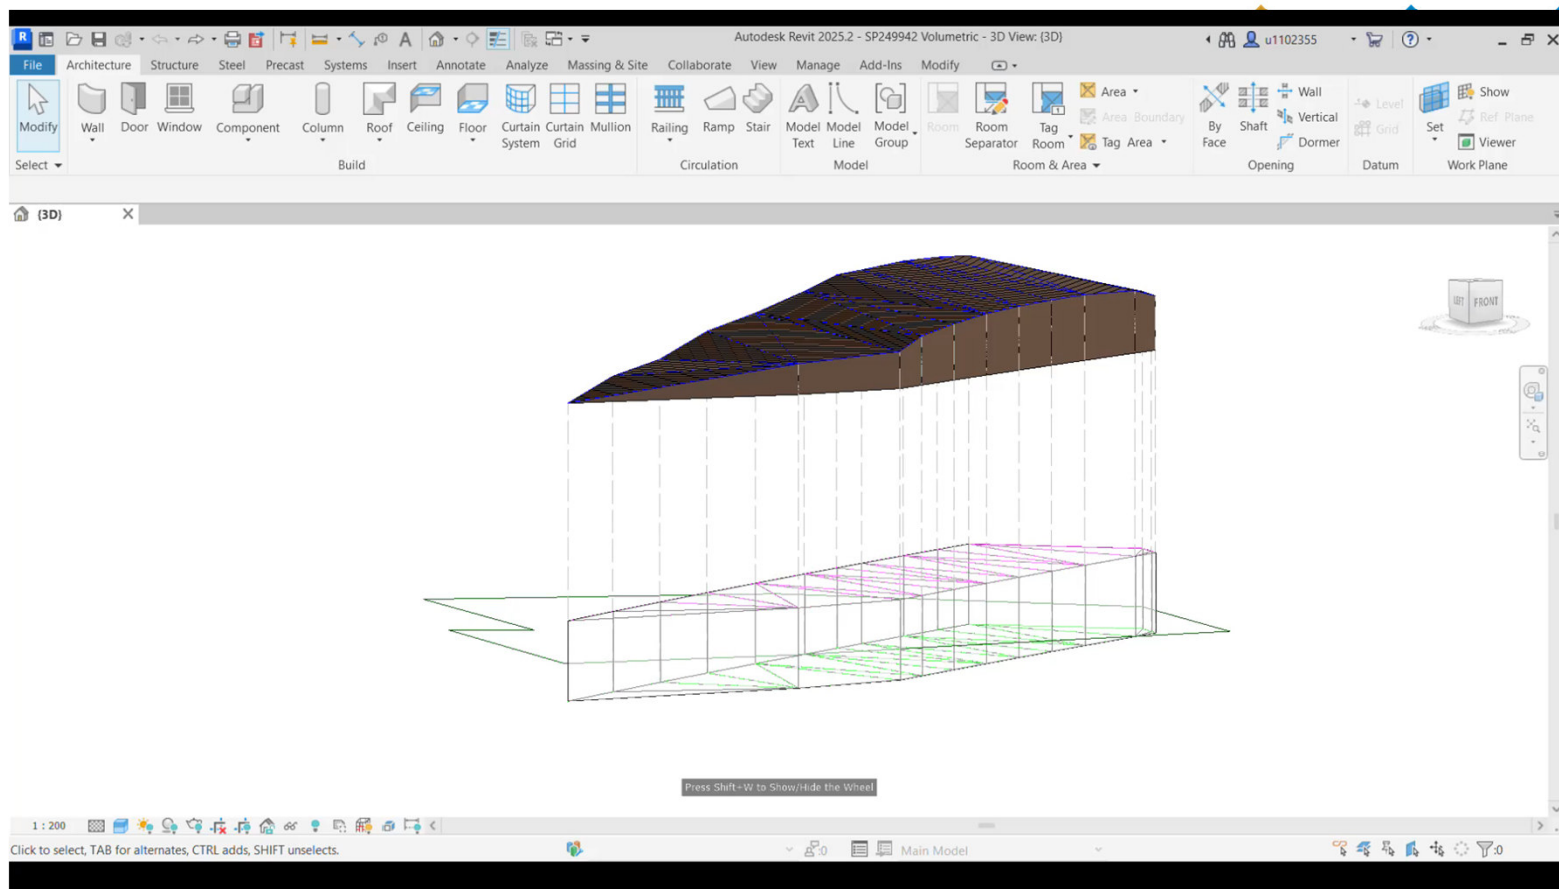 Autodesk Revit 2025.2 - SP249942 Volumetric - 3D View: {3D}
u1102355
File Architecture Structure Steel Precast Systems Insert Annotate Analyze Massing & Site Collaborate View Manage Add-Ins Modify
Modify Wall Door Window Component Column Roof Ceiling Floor Curtain System Curtain Grid Mullion Railing Ramp Stair Model Text Model Line Model Group Room Room Separator Tag Room
Area
Area Boundary
Tag Area
By Face Shaft
Wall
Vertical
Dormer
Level
Grid
Set
Show
Ref Plane
Viewer
Select Build Circulation Model Room & Area Opening Datum Work Plane
{3D}
LEFT FRONT
Press Shift+W to Show/Hide the Wheel
1 : 200
Click to select, TAB for alternates, CTRL adds, SHIFT unselects.
:0
Main Model
:0